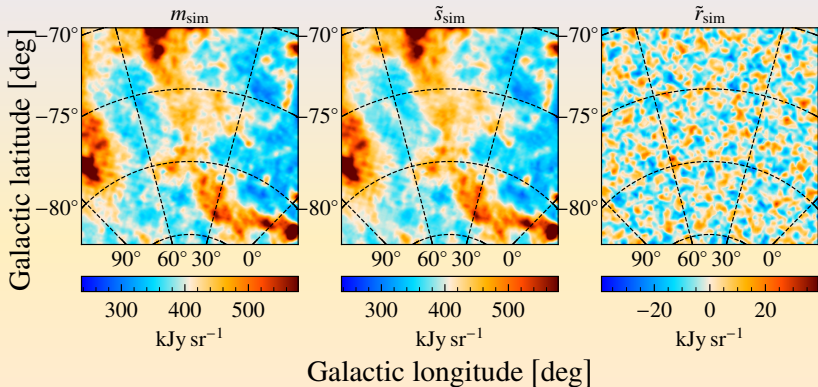 m_sim s̃_sim r̃_sim
Galactic latitude [deg]
−70° −70° −70°
−75° −75° −75°
−80° −80° −80°
90° 60° 30° 0° 90° 60° 30° 0° 90° 60° 30° 0°
300 400 500 300 400 500 −20 0 20
kJy sr⁻¹ kJy sr⁻¹ kJy sr⁻¹
Galactic longitude [deg]